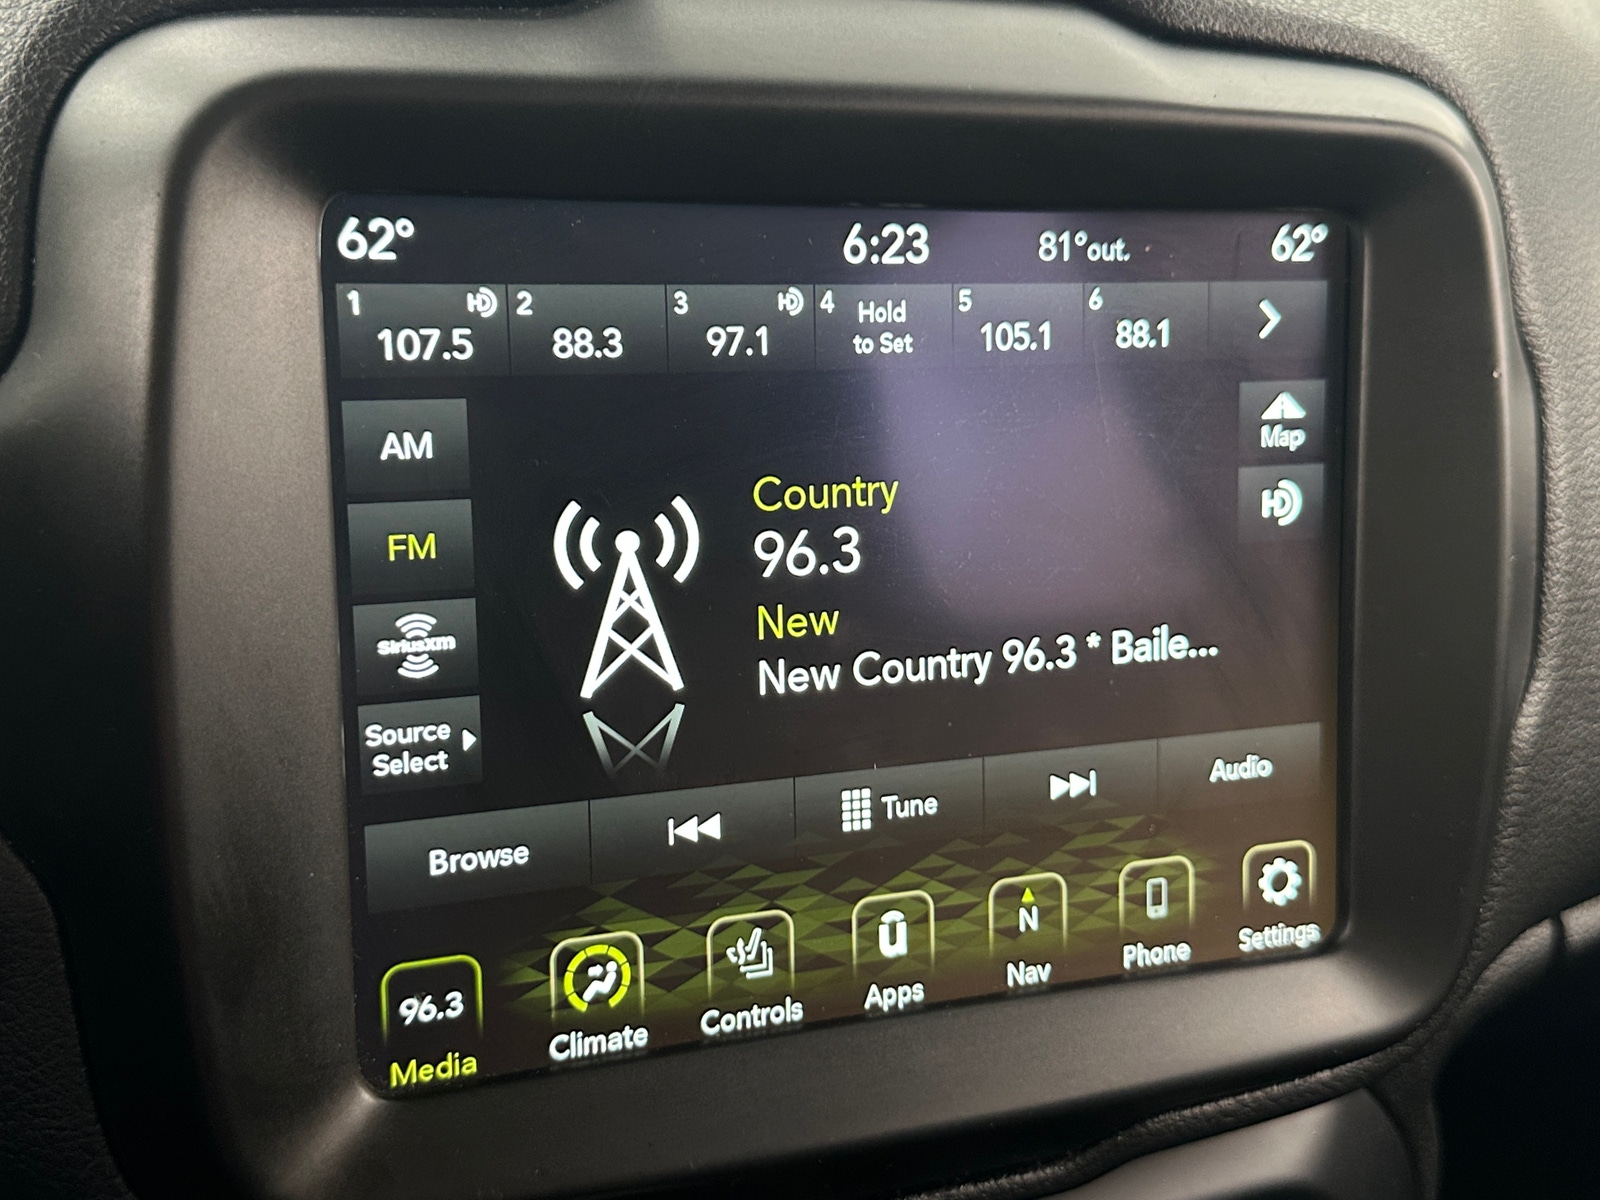 62° 6:23 81°out. 62°
1 HD 2 3 HD 4 Hold to Set 5 6
107.5 88.3 97.1 105.1 88.1
AM
Map
FM
HD
Country
96.3
New
New Country 96.3 * Baile...
SiriusXM
Source
Select
Browse Tune Audio
96.3 N
Media Climate Controls Apps Nav Phone Settings